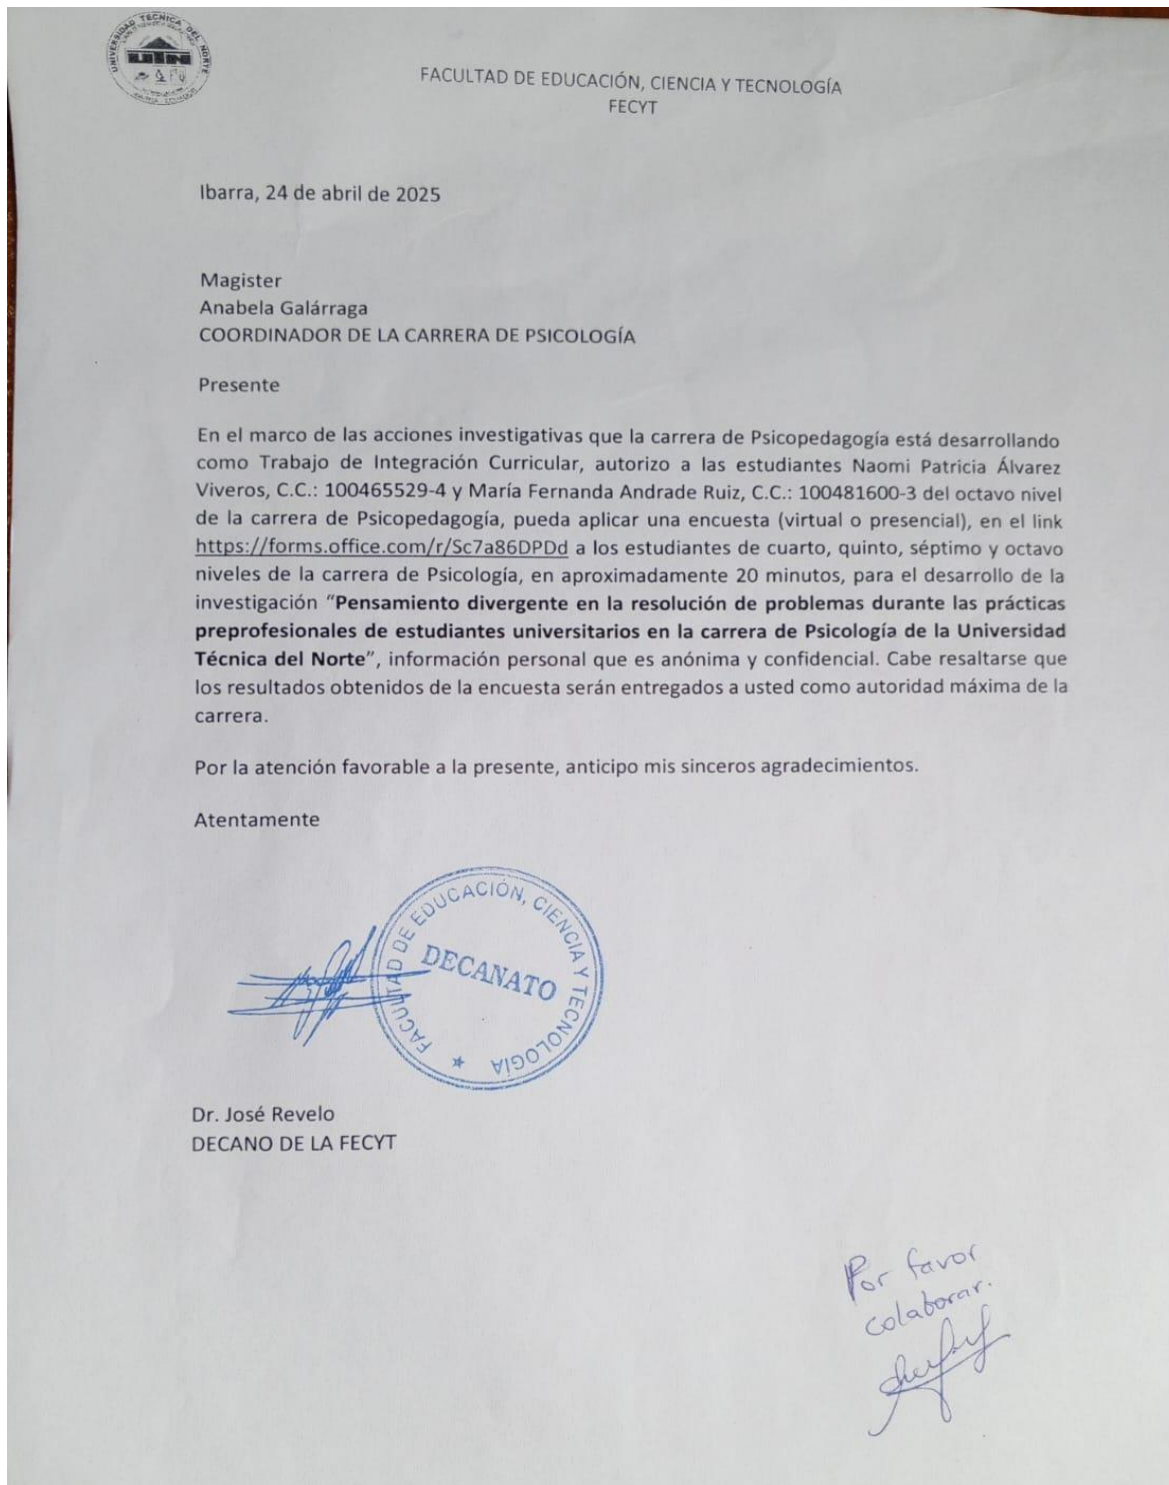 UNIVERSIDAD TECNICA DEL NORTE
UTN
IBARRA - ECUADOR
FACULTAD DE EDUCACIÓN, CIENCIA Y TECNOLOGÍA
FECYT
Ibarra, 24 de abril de 2025
Magister
Anabela Galárraga
COORDINADOR DE LA CARRERA DE PSICOLOGÍA
Presente
En el marco de las acciones investigativas que la carrera de Psicopedagogía está desarrollando
como Trabajo de Integración Curricular, autorizo a las estudiantes Naomi Patricia Álvarez
Viveros, C.C.: 100465529-4 y María Fernanda Andrade Ruiz, C.C.: 100481600-3 del octavo nivel
de la carrera de Psicopedagogía, pueda aplicar una encuesta (virtual o presencial), en el link
https://forms.office.com/r/Sc7a86DPDd a los estudiantes de cuarto, quinto, séptimo y octavo
niveles de la carrera de Psicología, en aproximadamente 20 minutos, para el desarrollo de la
investigación “Pensamiento divergente en la resolución de problemas durante las prácticas
preprofesionales de estudiantes universitarios en la carrera de Psicología de la Universidad
Técnica del Norte”, información personal que es anónima y confidencial. Cabe resaltarse que
los resultados obtenidos de la encuesta serán entregados a usted como autoridad máxima de la
carrera.
Por la atención favorable a la presente, anticipo mis sinceros agradecimientos.
Atentamente
FACULTAD DE EDUCACIÓN, CIENCIA Y TECNOLOGÍA
DECANATO
Dr. José Revelo
DECANO DE LA FECYT
Por favor
colaborar.